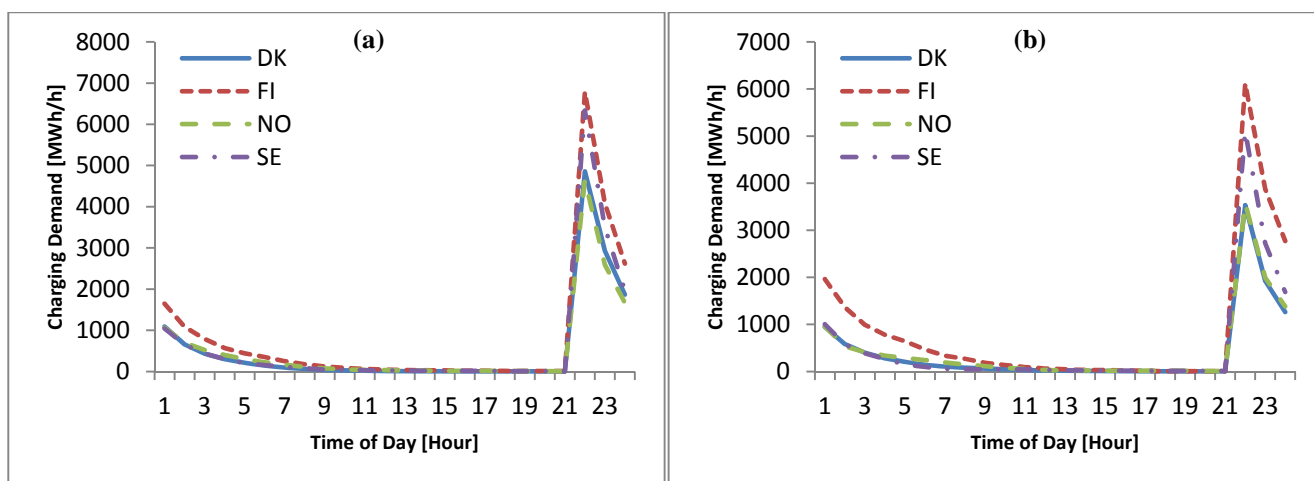 (a)
DK
FI
NO
SE
8000
7000
6000
5000
4000
3000
2000
1000
0
Charging Demand [MWh/h]
1 3 5 7 9 11 13 15 17 19 21 23
Time of Day [Hour]
(b)
DK
FI
NO
SE
7000
6000
5000
4000
3000
2000
1000
0
Charging Demand [MWh/h]
1 3 5 7 9 11 13 15 17 19 21 23
Time of Day [Hour]